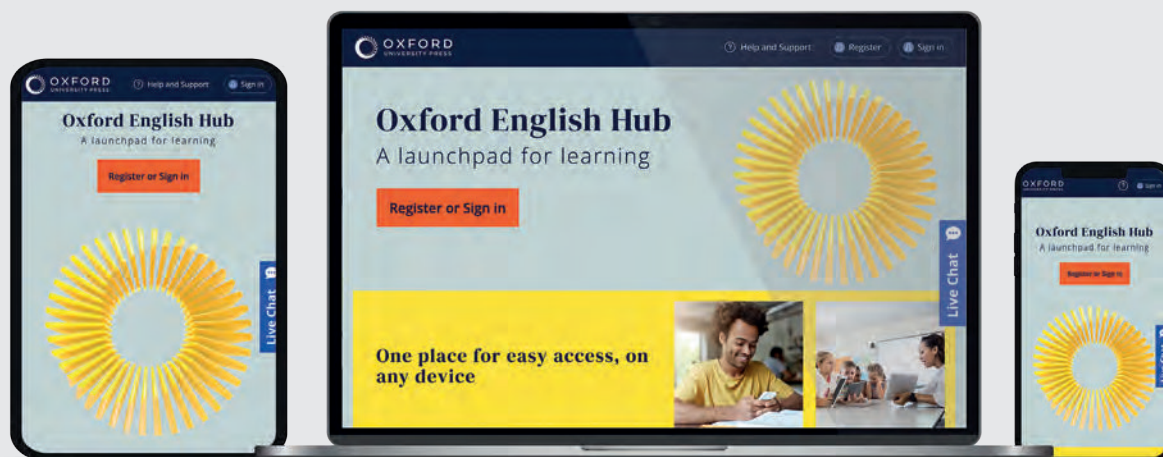 OXFORD
UNIVERSITY PRESS
Help and Support
Sign in
Oxford English Hub
A launchpad for learning
Register or Sign in
Live Chat
OXFORD
UNIVERSITY PRESS
Help and Support
Register
Sign in
Oxford English Hub
A launchpad for learning
Register or Sign in
Live Chat
One place for easy access, on
any device
OXFORD
Sign in
Oxford English Hub
A launchpad for learning
Register or Sign in